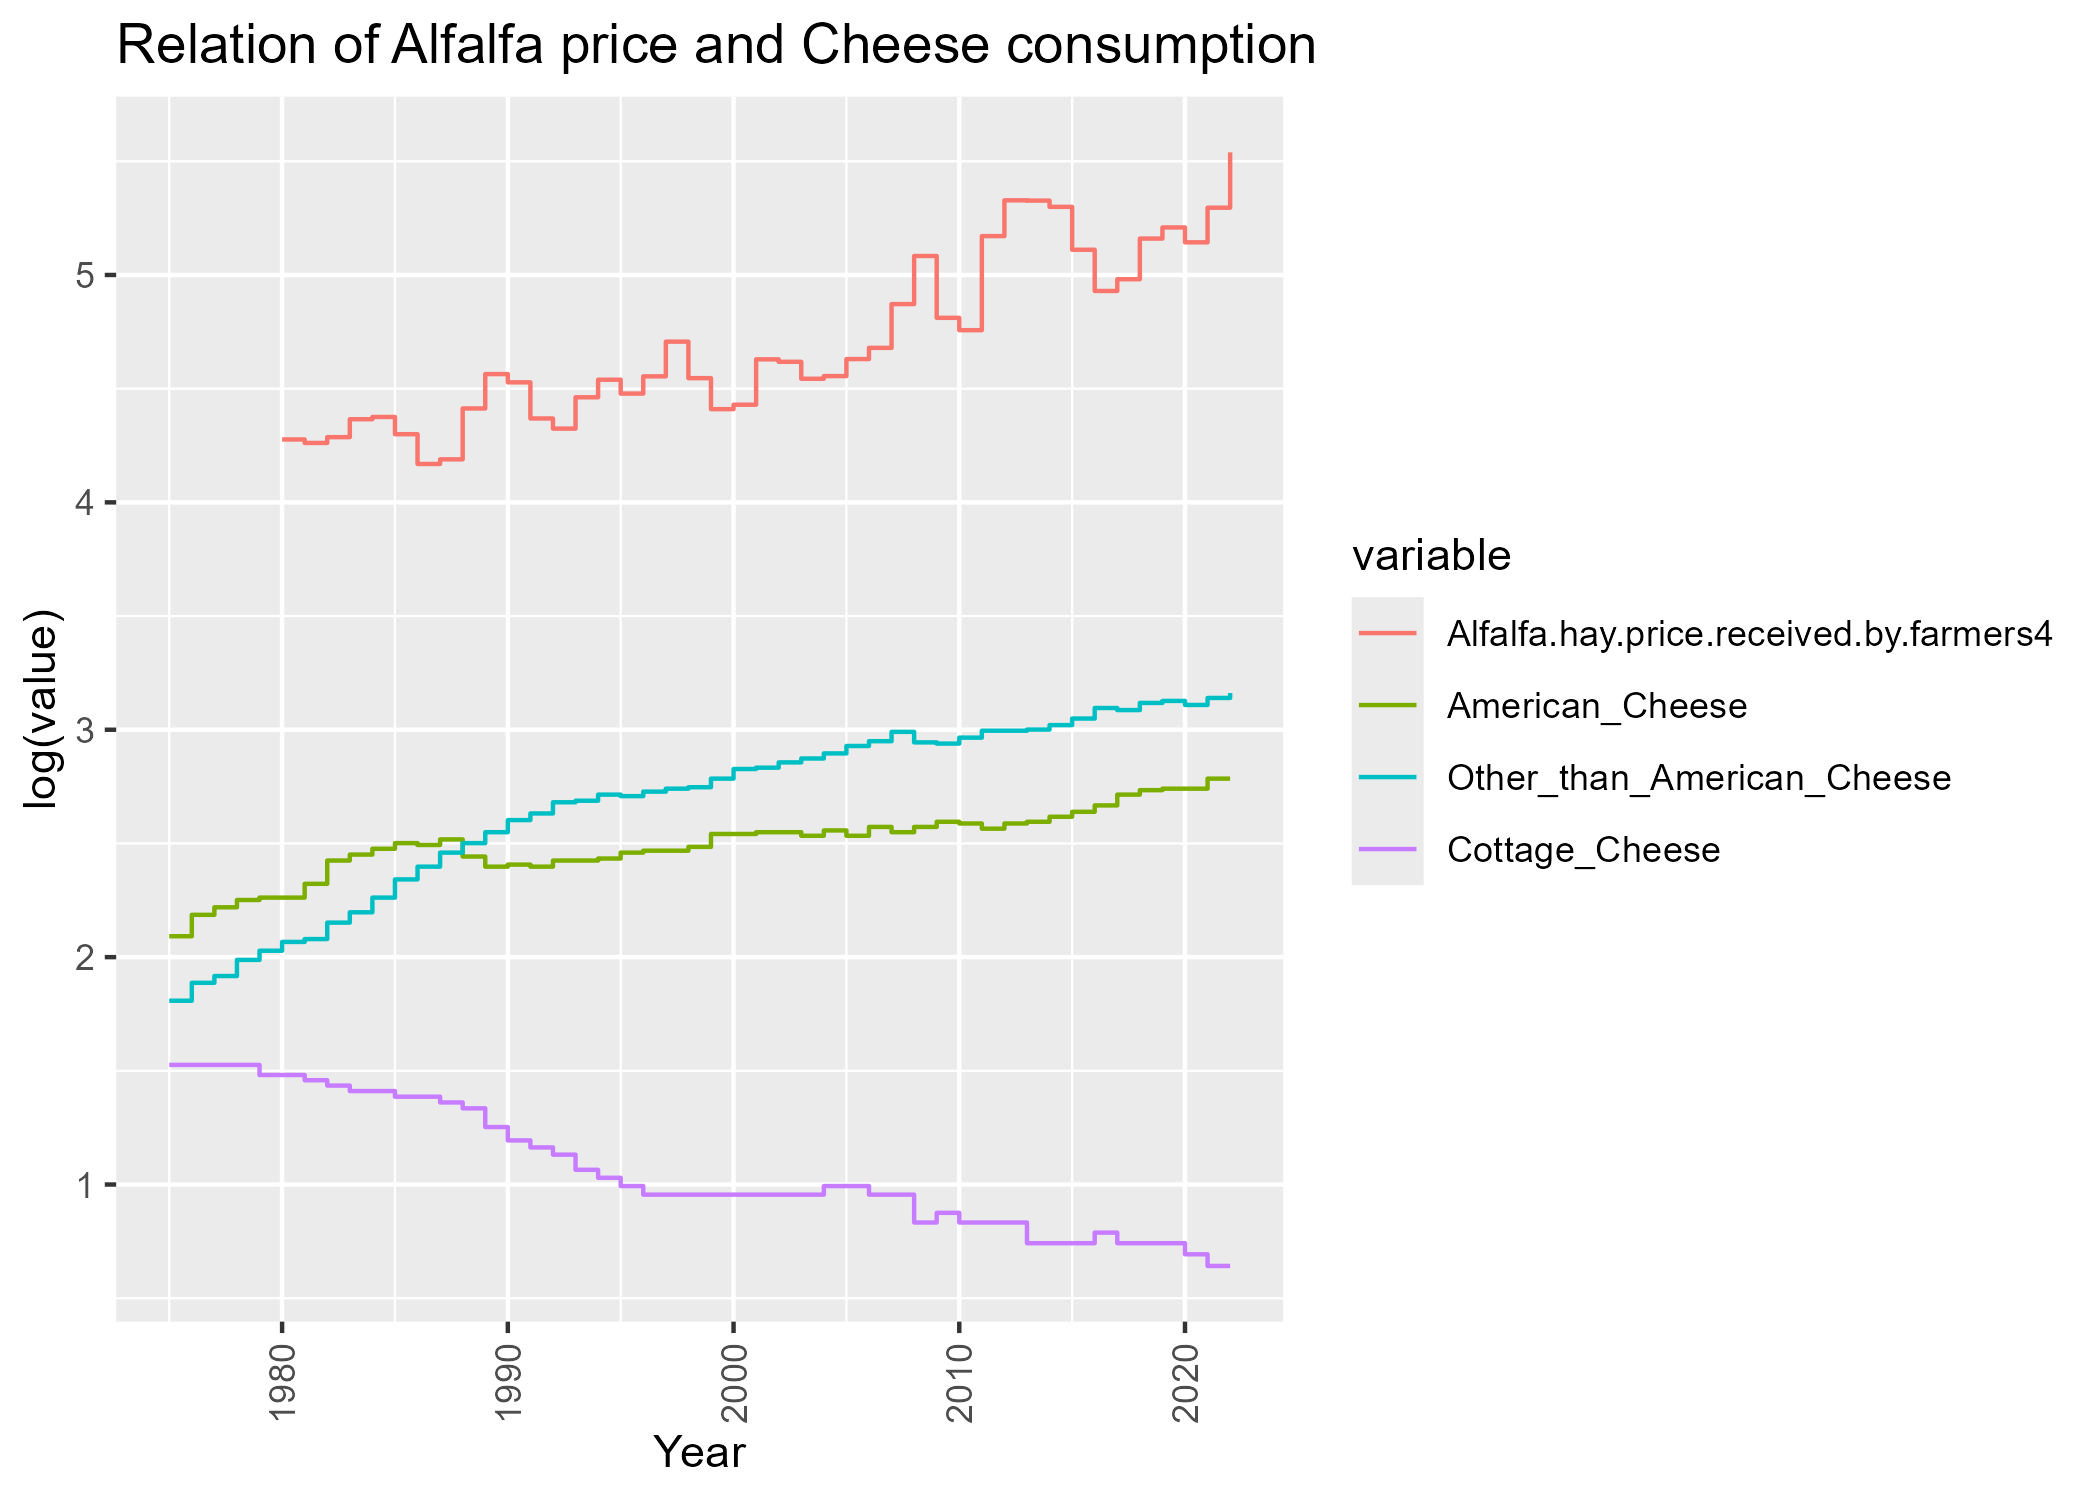 Relation of Alfalfa price and Cheese consumption
log(value)
5
4
3
2
1
1980
1990
2000
2010
2020
Year
variable
Alfalfa.hay.price.received.by.farmers4
American_Cheese
Other_than_American_Cheese
Cottage_Cheese